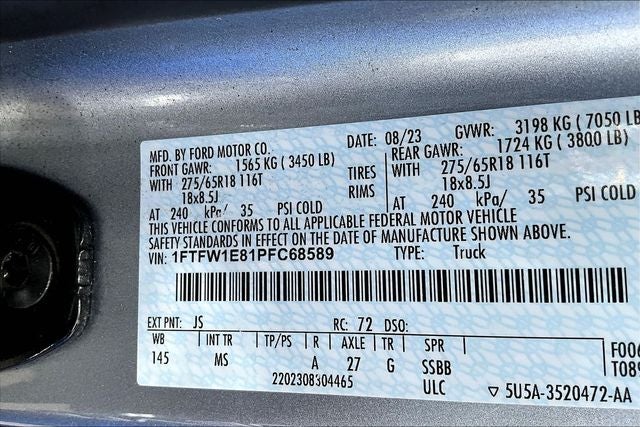 MFD. BY FORD MOTOR CO. DATE: 08/23 GVWR: 3198 KG ( 7050 LB
FRONT GAWR: 1565 KG ( 3450 LB) REAR GAWR: 1724 KG ( 3800 LB)
WITH 275/65R18 116T TIRES WITH 275/65R18 116T
18x8.5J RIMS 18x8.5J
AT 240 kPa/ 35 PSI COLD AT 240 kPa/ 35 PSI COLD
THIS VEHICLE CONFORMS TO ALL APPLICABLE FEDERAL MOTOR VEHICLE
SAFETY STANDARDS IN EFFECT ON THE DATE OF MANUFACTURE SHOWN ABOVE.
VIN: 1FTFW1E81PFC68589 TYPE: Truck
EXT PNT: JS RC: 72 DSO:
WB INT TR TP/PS R AXLE TR SPR
145 MS A 27 G SSBB
2202308304465 ULC
F006
T089
▽ 5U5A-3520472-AA